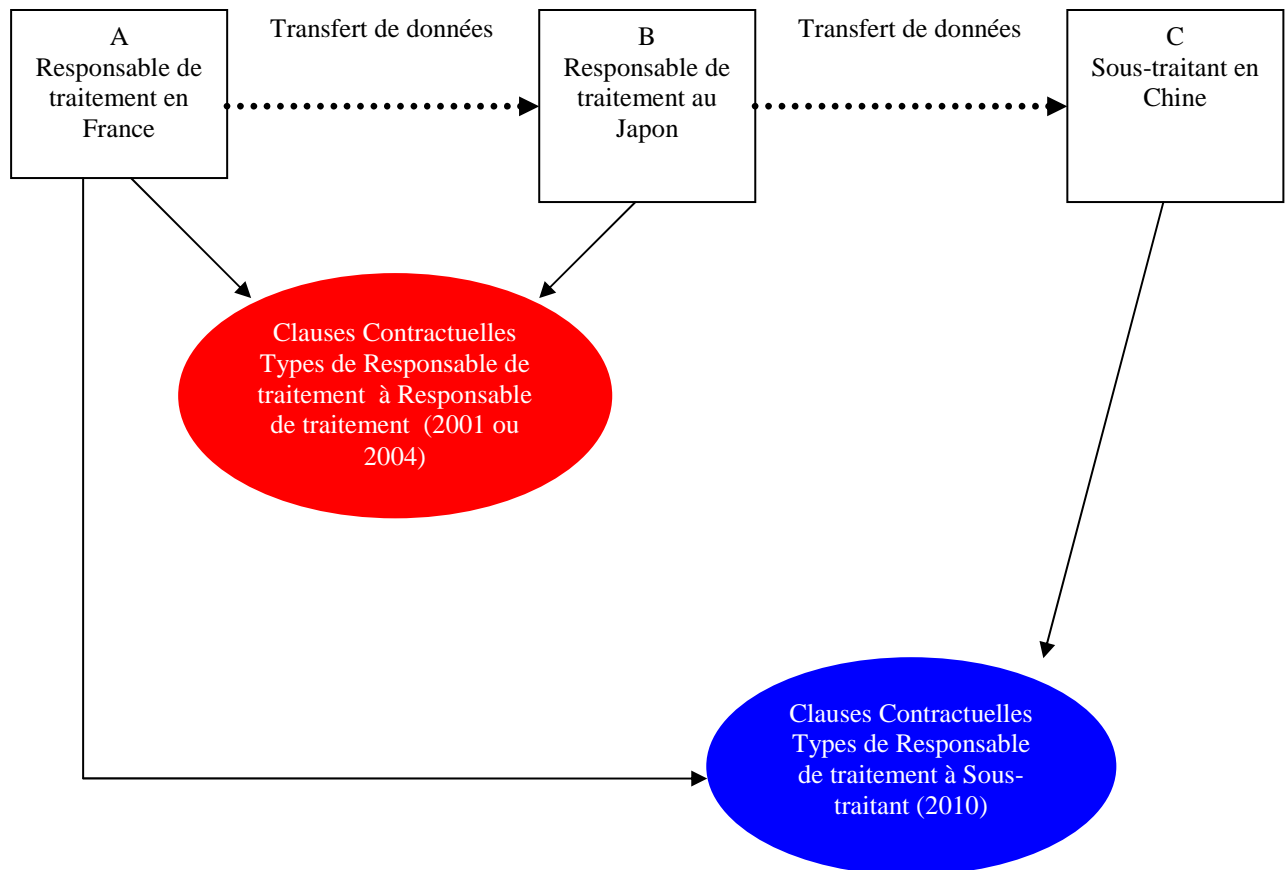 A
Responsable de
traitement en
France
Transfert de données
B
Responsable de
traitement au
Japon
Transfert de données
C
Sous-traitant en
Chine
Clauses Contractuelles
Types de Responsable de
traitement à Responsable
de traitement (2001 ou
2004)
Clauses Contractuelles
Types de Responsable
de traitement à Sous-
traitant (2010)